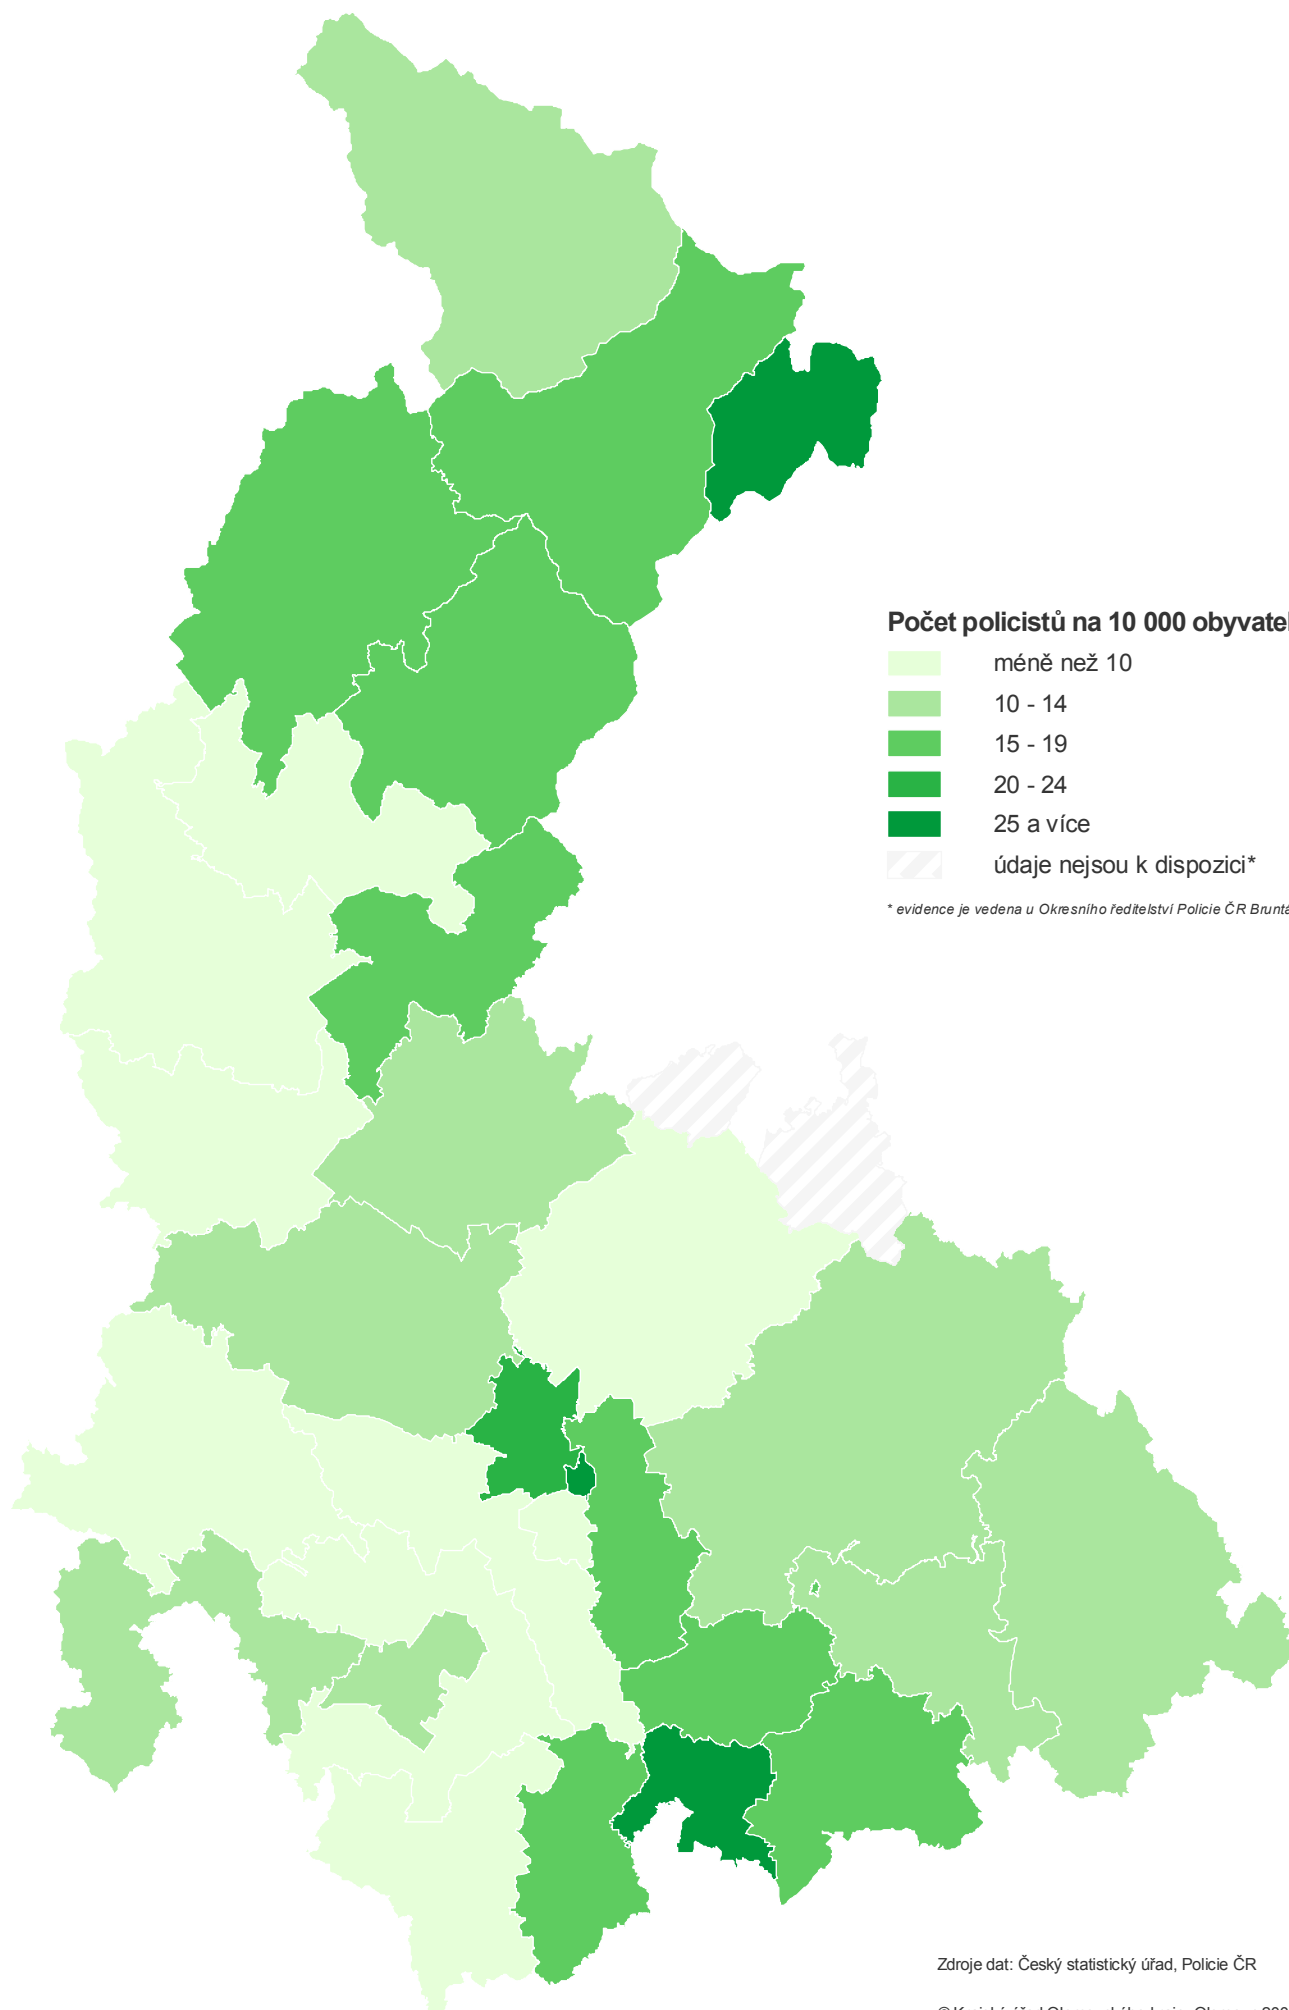 Počet policistů na 10 000 obyvatel
méně než 10
10 - 14
15 - 19
20 - 24
25 a více
údaje nejsou k dispozici*
* evidence je vedena u Okresního ředitelství Policie ČR Bruntá
Zdroje dat: Český statistický úřad, Policie ČR